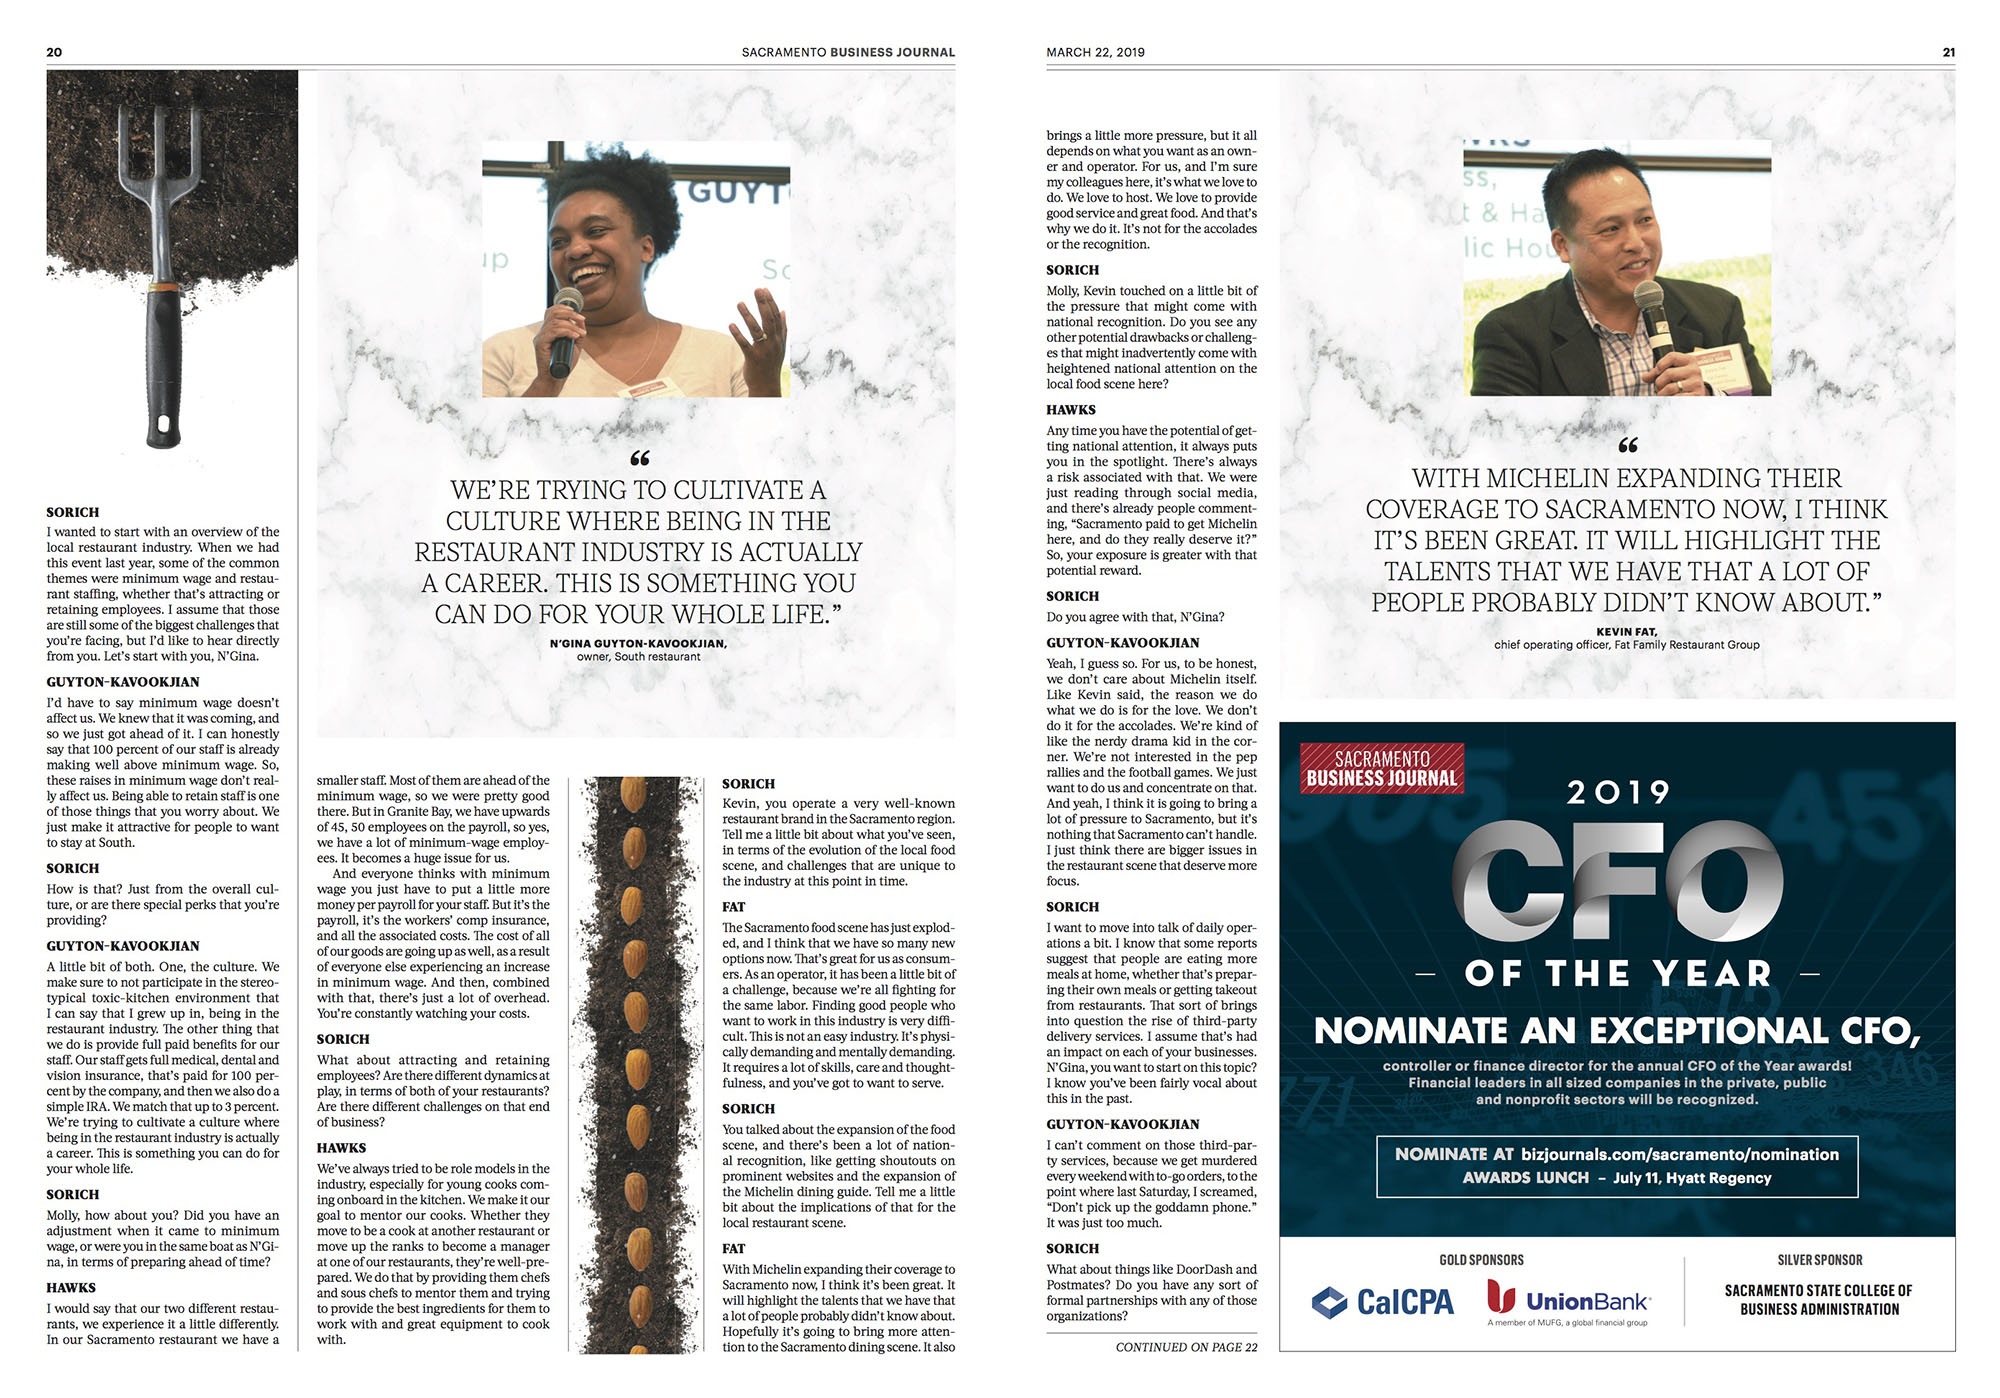 20
SACRAMENTO BUSINESS JOURNAL
SORICH
I wanted to start with an overview of the
local restaurant industry. When we had
this event last year, some of the common
themes were minimum wage and restau-
rant staffing, whether that's attracting or
retaining employees. I assume that those
are still some of the biggest challenges that
you're facing, but I'd like to hear directly
from you. Let's start with you, N'Gina.
GUYTON-KAVOOKJIAN
I'd have to say minimum wage doesn't
affect us. We knew that it was coming, and
so we just got ahead of it. I can honestly
say that 100 percent of our staff is already
making well above minimum wage. So,
these raises in minimum wage don't real-
ly affect us. Being able to retain staff is one
of those things that you worry about. We
just make it attractive for people to want
to stay at South.
SORICH
How is that? Just from the overall cul-
ture, or are there special perks that you're
providing?
GUYTON-KAVOOKJIAN
A little bit of both. One, the culture. We
make sure to not participate in the stereo-
typical toxic-kitchen environment that
I can say that I grew up in, being in the
restaurant industry. The other thing that
we do is provide full paid benefits for our
staff. Our staff gets full medical, dental and
vision insurance, that's paid for 100 per-
cent by the company, and then we also do a
simple IRA. We match that up to 3 percent.
We're trying to cultivate a culture where
being in the restaurant industry is actually
a career. This is something you can do for
your whole life.
SORICH
Molly, how about you? Did you have an
adjustment when it came to minimum
wage, or were you in the same boat as N'Gi-
na, in terms of preparing ahead of time?
HAWKS
I would say that our two different restau-
rants, we experience it a little differently.
In our Sacramento restaurant we have a
GUYT
up
So
“
WE'RE TRYING TO CULTIVATE A
CULTURE WHERE BEING IN THE
RESTAURANT INDUSTRY IS ACTUALLY
A CAREER. THIS IS SOMETHING YOU
CAN DO FOR YOUR WHOLE LIFE.”
N'GINA GUYTON-KAVOOKJIAN,
owner, South restaurant
smaller staff. Most of them are ahead of the
minimum wage, so we were pretty good
there. But in Granite Bay, we have upwards
of 45, 50 employees on the payroll, so yes,
we have a lot of minimum-wage employ-
ees. It becomes a huge issue for us.
And everyone thinks with minimum
wage you just have to put a little more
money per payroll for your staff. But it's the
payroll, it's the workers' comp insurance,
and all the associated costs. The cost of all
of our goods are going up as well, as a result
of everyone else experiencing an increase
in minimum wage. And then, combined
with that, there's just a lot of overhead.
You're constantly watching your costs.
SORICH
What about attracting and retaining
employees? Are there different dynamics at
play, in terms of both of your restaurants?
Are there different challenges on that end
of business?
HAWKS
We've always tried to be role models in the
industry, especially for young cooks com-
ing onboard in the kitchen. We make it our
goal to mentor our cooks. Whether they
move to be a cook at another restaurant or
move up the ranks to become a manager
at one of our restaurants, they're well-pre-
pared. We do that by providing them chefs
and sous chefs to mentor them and trying
to provide the best ingredients for them to
work with and great equipment to cook
with.
SORICH
Kevin, you operate a very well-known
restaurant brand in the Sacramento region.
Tell me a little bit about what you've seen,
in terms of the evolution of the local food
scene, and challenges that are unique to
the industry at this point in time.
FAT
The Sacramento food scene has just explod-
ed, and I think that we have so many new
options now. That's great for us as consum-
ers. As an operator, it has been a little bit of
a challenge, because we're all fighting for
the same labor. Finding good people who
want to work in this industry is very diffi-
cult. This is not an easy industry. It's physi-
cally demanding and mentally demanding.
It requires a lot of skills, care and thought-
fulness, and you've got to want to serve.
SORICH
You talked about the expansion of the food
scene, and there's been a lot of nation-
al recognition, like getting shoutouts on
prominent websites and the expansion of
the Michelin dining guide. Tell me a little
bit about the implications of that for the
local restaurant scene.
FAT
With Michelin expanding their coverage to
Sacramento now, I think it's been great. It
will highlight the talents that we have that
a lot of people probably didn't know about.
Hopefully it's going to bring more atten-
tion to the Sacramento dining scene. It also
MARCH 22, 2019
21
brings a little more pressure, but it all
depends on what you want as an own-
er and operator. For us, and I'm sure
my colleagues here, it's what we love to
do. We love to host. We love to provide
good service and great food. And that's
why we do it. It's not for the accolades
or the recognition.
SORICH
Molly, Kevin touched on a little bit of
the pressure that might come with
national recognition. Do you see any
other potential drawbacks or challeng-
es that might inadvertently come with
heightened national attention on the
local food scene here?
HAWKS
Any time you have the potential of get-
ting national attention, it always puts
you in the spotlight. There's always
a risk associated with that. We were
just reading through social media,
and there's already people comment-
ing, “Sacramento paid to get Michelin
here, and do they really deserve it?”
So, your exposure is greater with that
potential reward.
SORICH
Do you agree with that, N'Gina?
GUYTON-KAVOOKJIAN
Yeah, I guess so. For us, to be honest,
we don't care about Michelin itself.
Like Kevin said, the reason we do
what we do is for the love. We don't
do it for the accolades. We're kind of
like the nerdy drama kid in the cor-
ner. We're not interested in the pep
rallies and the football games. We just
want to do us and concentrate on that.
And yeah, I think it is going to bring a
lot of pressure to Sacramento, but it's
nothing that Sacramento can't handle.
I just think there are bigger issues in
the restaurant scene that deserve more
focus.
SORICH
I want to move into talk of daily oper-
ations a bit. I know that some reports
suggest that people are eating more
meals at home, whether that's prepar-
ing their own meals or getting takeout
from restaurants. That sort of brings
into question the rise of third-party
delivery services. I assume that's had
an impact on each of your businesses.
N'Gina, you want to start on this topic?
I know you've been fairly vocal about
this in the past.
GUYTON-KAVOOKJIAN
I can't comment on those third-par-
ty services, because we get murdered
every weekend with to-go orders, to the
point where last Saturday, I screamed,
“Don't pick up the goddamn phone.”
It was just too much.
SORICH
What about things like DoorDash and
Postmates? Do you have any sort of
formal partnerships with any of those
organizations?
CONTINUED ON PAGE 22
ss,
t & Ha
lic Hou
“
WITH MICHELIN EXPANDING THEIR
COVERAGE TO SACRAMENTO NOW, I THINK
IT'S BEEN GREAT. IT WILL HIGHLIGHT THE
TALENTS THAT WE HAVE THAT A LOT OF
PEOPLE PROBABLY DIDN'T KNOW ABOUT.”
KEVIN FAT,
chief operating officer, Fat Family Restaurant Group
SACRAMENTO
BUSINESS JOURNAL
2019
CFO
— OF THE YEAR —
NOMINATE AN EXCEPTIONAL CFO,
controller or finance director for the annual CFO of the Year awards!
Financial leaders in all sized companies in the private, public
and nonprofit sectors will be recognized.
NOMINATE AT bizjournals.com/sacramento/nomination
AWARDS LUNCH – July 11, Hyatt Regency
GOLD SPONSORS
CalCPA
UnionBank
A member of MUFG, a global financial group
SILVER SPONSOR
SACRAMENTO STATE COLLEGE OF
BUSINESS ADMINISTRATION